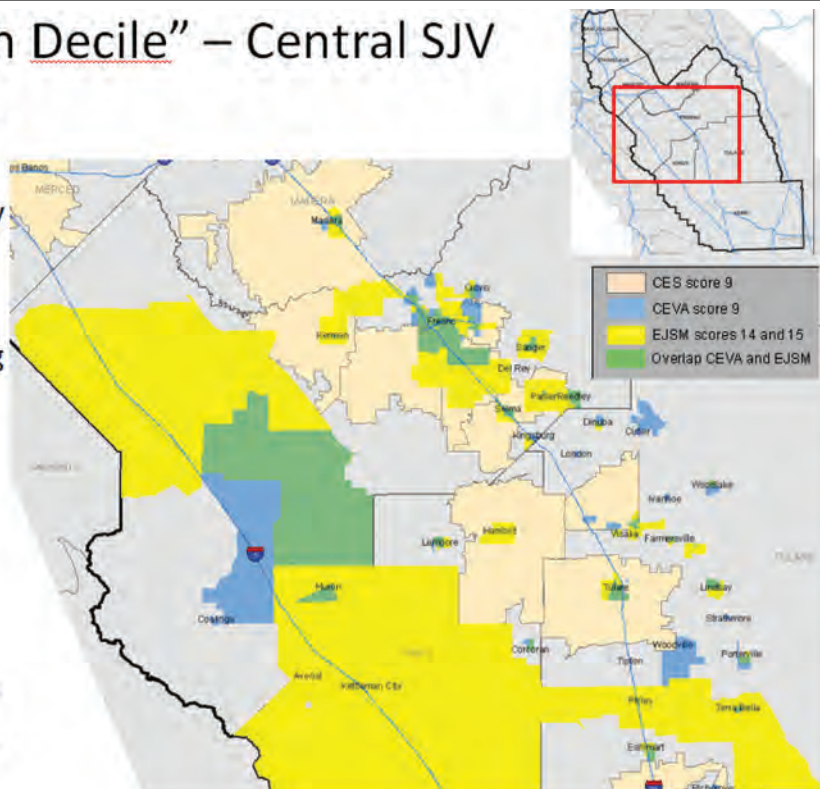 n Decile” – Central SJV
MERCED
MADERA
Madera
CES score 9
CEVA score 9
EJSM scores 14 and 15
Overlap CEVA and EJSM
Clovis
Fresno
Kerman
Sanger
Del Rey
Parlier
Reedley
Selma
Dinuba
Cutler
Kingsburg
London
Ivanhoe
Woodlake
Visalia
Farmersville
Lemoore
Hanford
TULARE
Huron
Tulare
Lindsay
Coalinga
Strathmore
Corcoran
Woodville
Porterville
Tipton
Avenal
Kettleman City
Pixley
Terra Bella
Earlimart